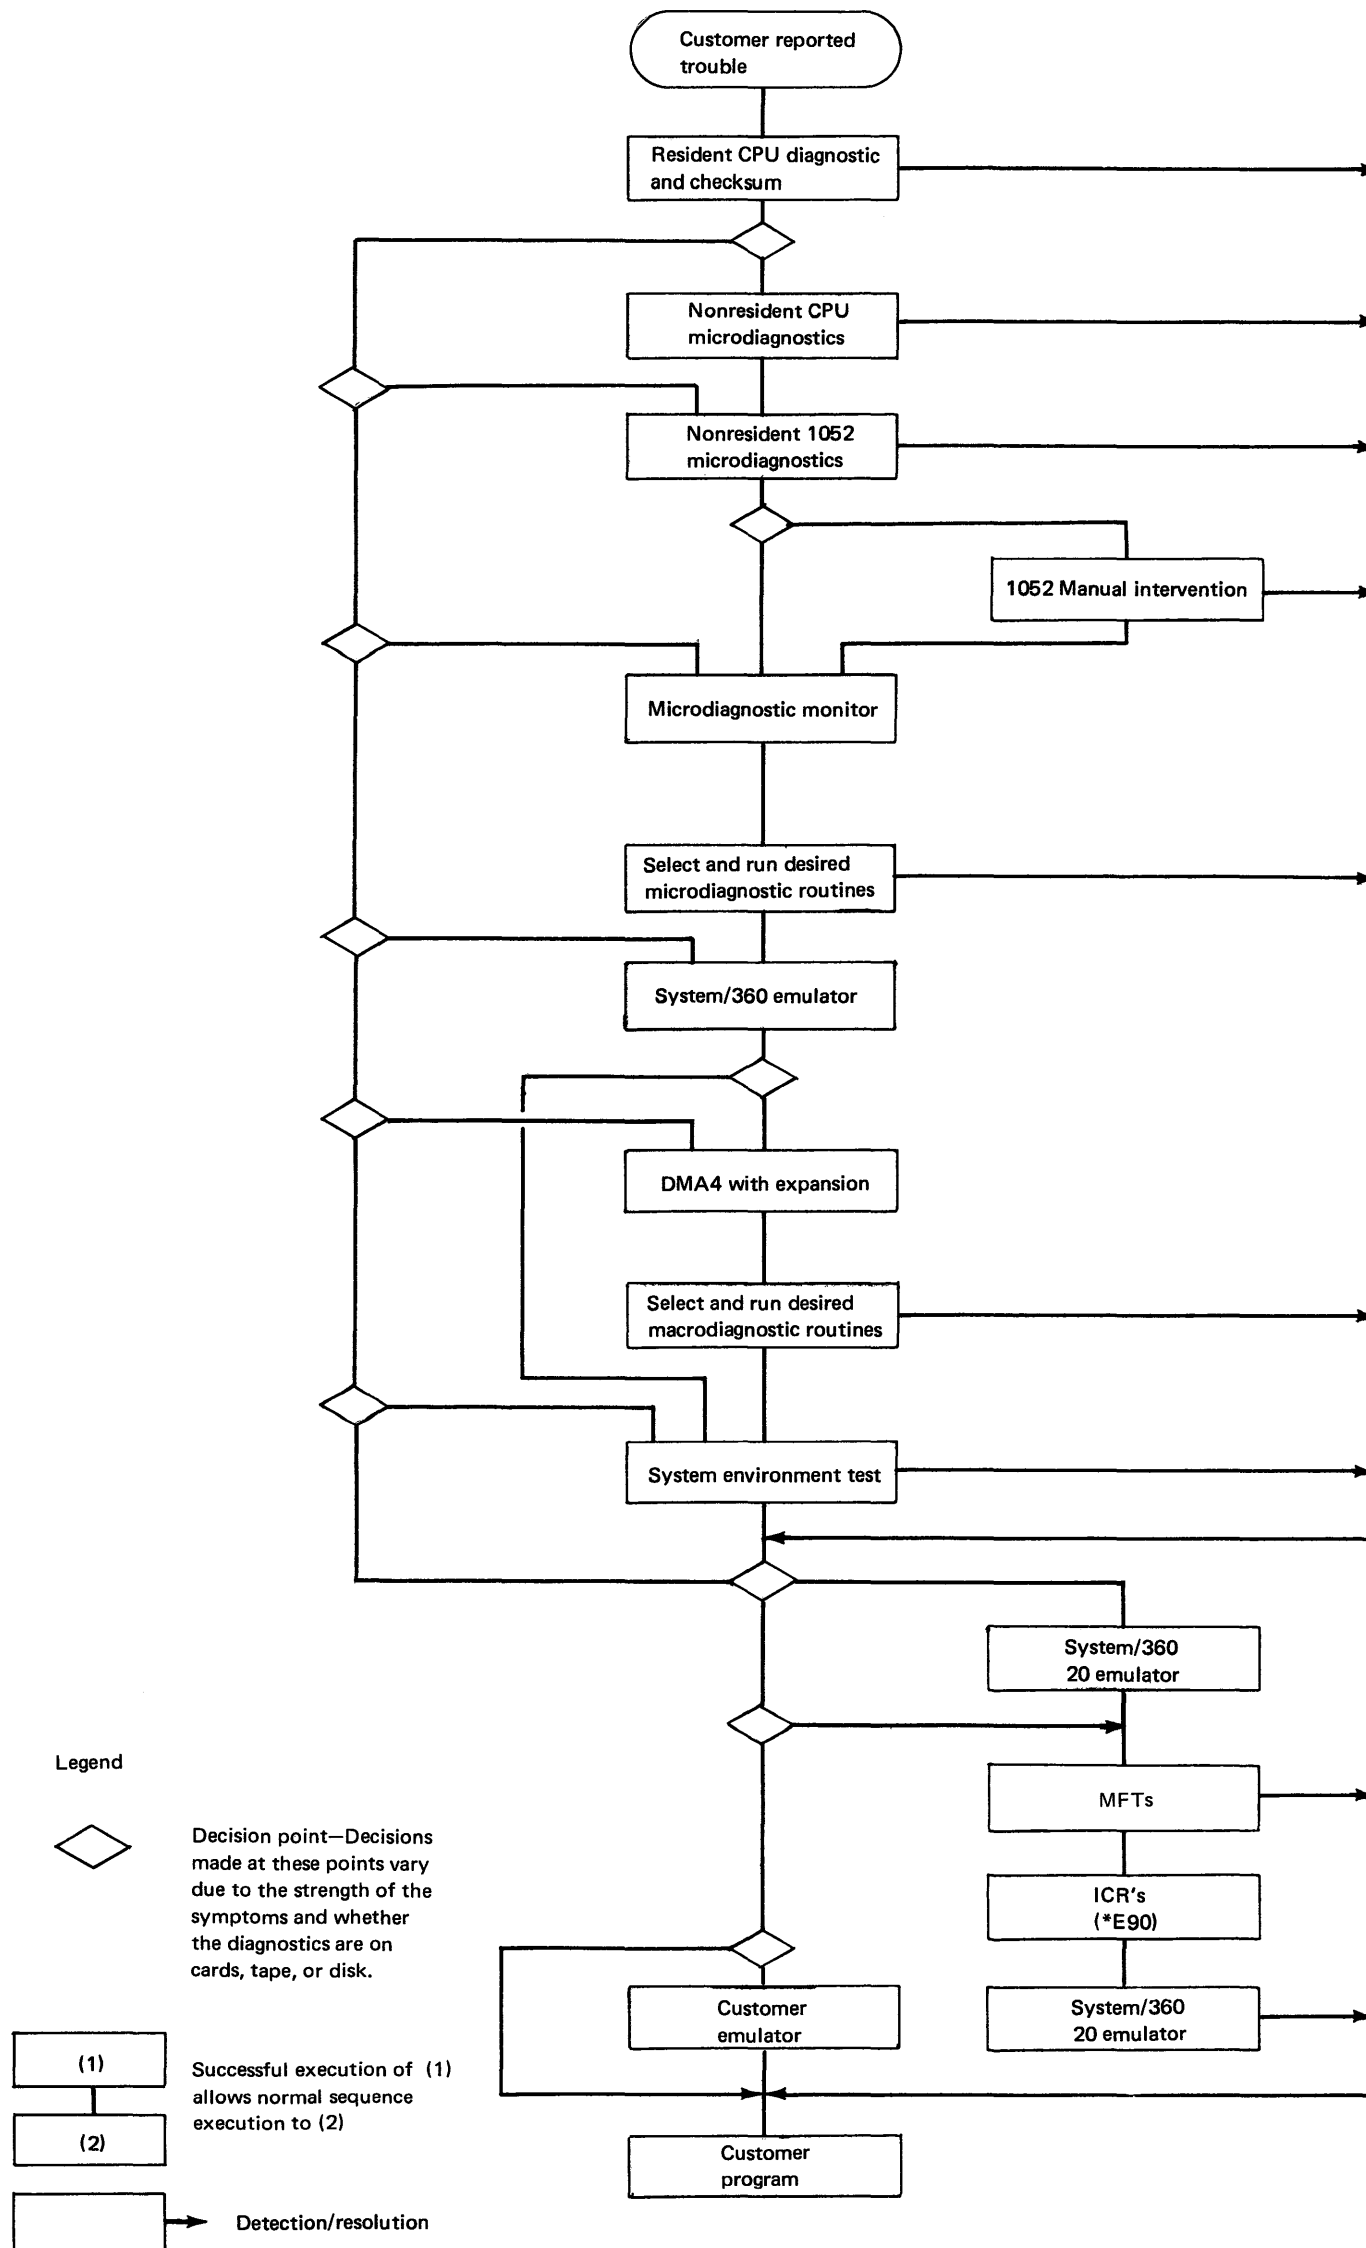 Customer reported
trouble
Resident CPU diagnostic
and checksum
Nonresident CPU
microdiagnostics
Nonresident 1052
microdiagnostics
1052 Manual intervention
Microdiagnostic monitor
Select and run desired
microdiagnostic routines
System/360 emulator
DMA4 with expansion
Select and run desired
macrodiagnostic routines
System environment test
System/360
20 emulator
MFTs
ICR's
(*E90)
System/360
20 emulator
Customer
emulator
Customer
program
Legend
Decision point—Decisions
made at these points vary
due to the strength of the
symptoms and whether
the diagnostics are on
cards, tape, or disk.
(1)
(2)
Successful execution of (1)
allows normal sequence
execution to (2)
Detection/resolution